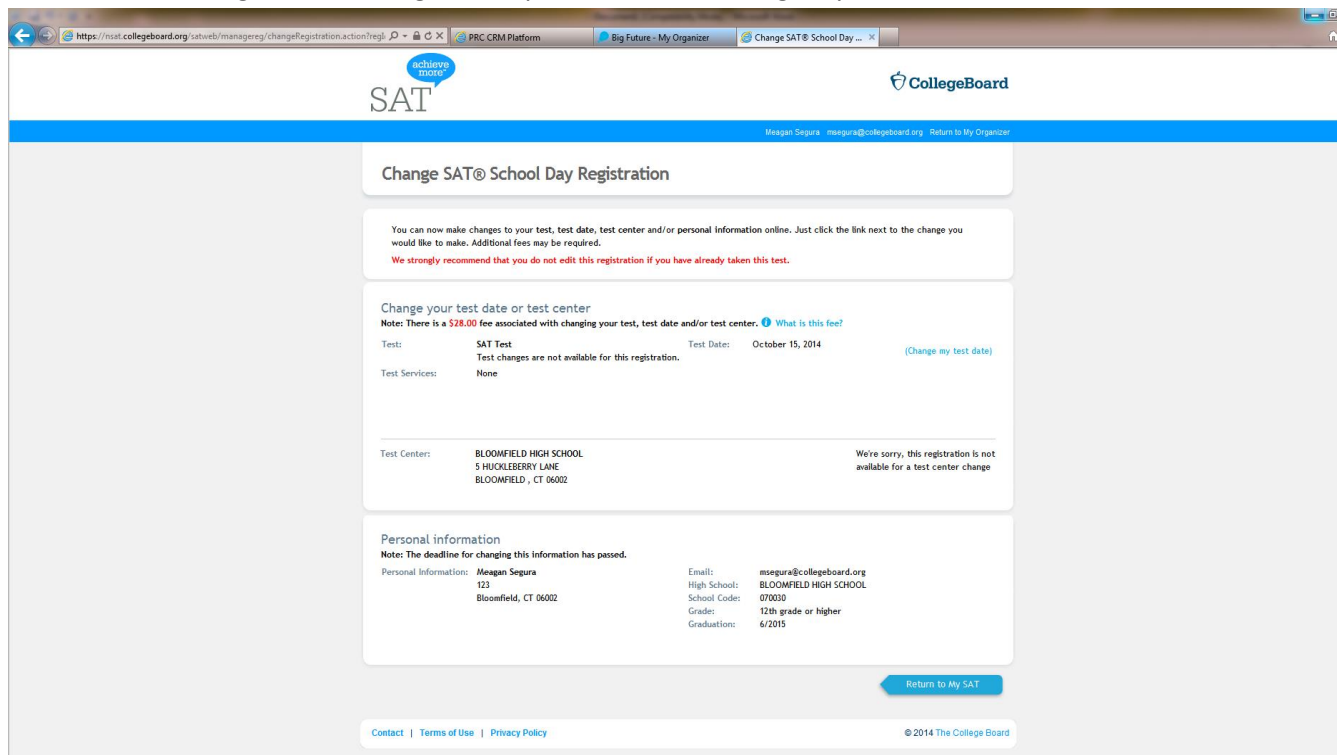 https://nsat.collegeboard.org/satweb/managereg/changeRegistration.action?regI
PRC CRM Platform
Big Future - My Organizer
Change SAT® School Day ...
achieve
more
SAT
CollegeBoard
Meagan Segura msegura@collegeboard.org Return to My Organizer
Change SAT® School Day Registration
You can now make changes to your test, test date, test center and/or personal information online. Just click the link next to the change you
would like to make. Additional fees may be required.
We strongly recommend that you do not edit this registration if you have already taken this test.
Change your test date or test center
Note: There is a $28.00 fee associated with changing your test, test date and/or test center. What is this fee?
Test: SAT Test Test Date: October 15, 2014
(Change my test date)
Test changes are not available for this registration.
Test Services: None
Test Center: BLOOMFIELD HIGH SCHOOL We're sorry, this registration is not
5 HUCKLEBERRY LANE available for a test center change
BLOOMFIELD , CT 06002
Personal information
Note: The deadline for changing this information has passed.
Personal Information: Meagan Segura Email: msegura@collegeboard.org
123 High School: BLOOMFIELD HIGH SCHOOL
Bloomfield, CT 06002 School Code: 070030
Grade: 12th grade or higher
Graduation: 6/2015
Return to My SAT
Contact | Terms of Use | Privacy Policy © 2014 The College Board